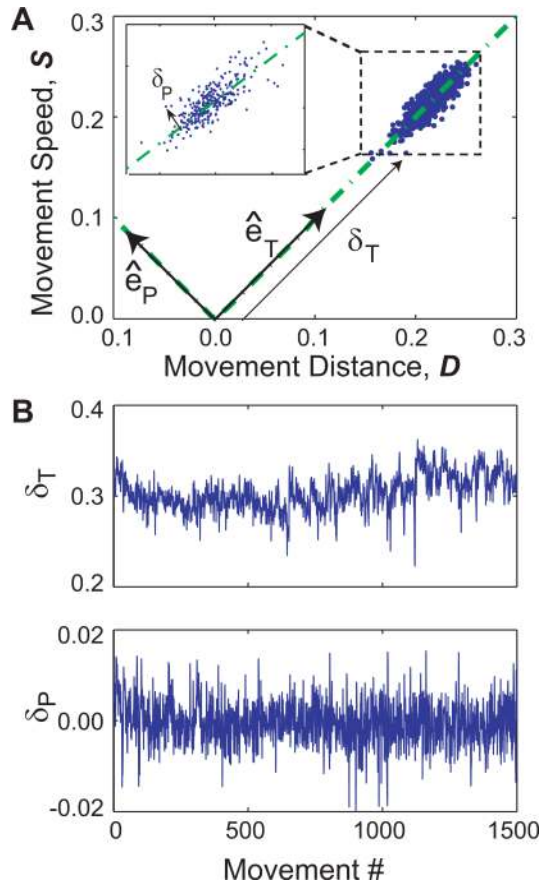 A
0.3
0.2
0.1
0.0
Movement Speed, S
δP
êP
êT
δT
0.1 0.0 0.1 0.2 0.3
Movement Distance, D
B
0.4
0.3
0.2
δT
0.02
0.00
-0.02
δP
0 500 1000 1500
Movement #